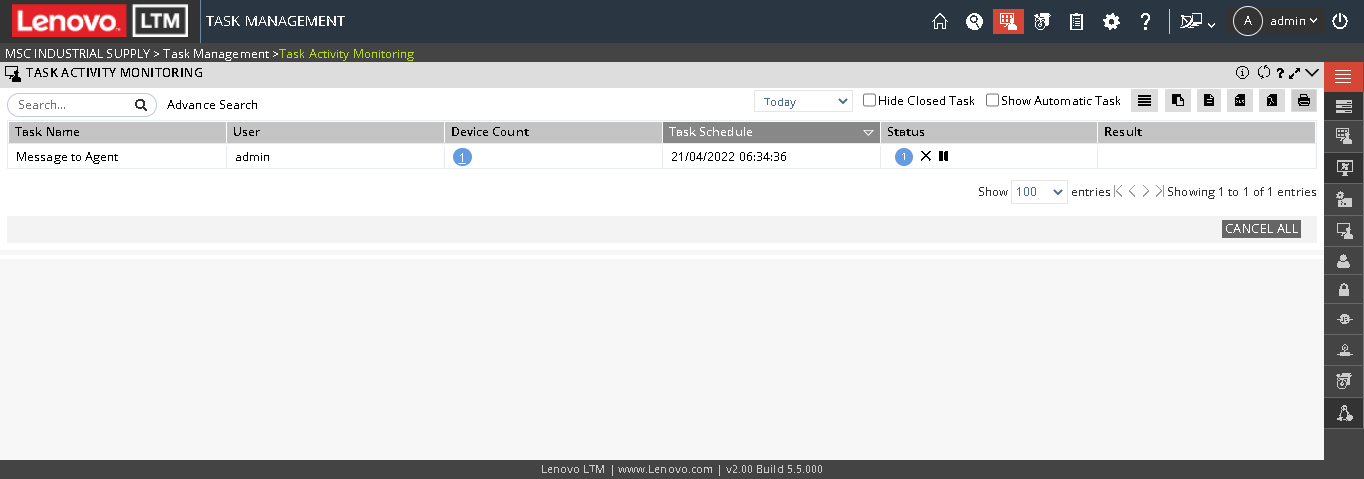 Lenovo LTM TASK MANAGEMENT A admin
MSC INDUSTRIAL SUPPLY > Task Management >Task Activity Monitoring
TASK ACTIVITY MONITORING
Search... Advance Search Today Hide Closed Task Show Automatic Task
Task Name User Device Count Task Schedule Status Result
Message to Agent admin 1 21/04/2022 06:34:36 1
Show 100 entries Showing 1 to 1 of 1 entries
CANCEL ALL
Lenovo LTM | www.Lenovo.com | v2.00 Build 5.5.000